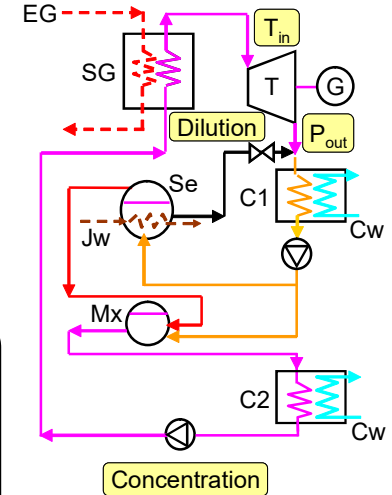 EG
T_in
SG
T
G
Dilution
P_out
Se
C1
Jw
Cw
Mx
C2
Cw
Concentration